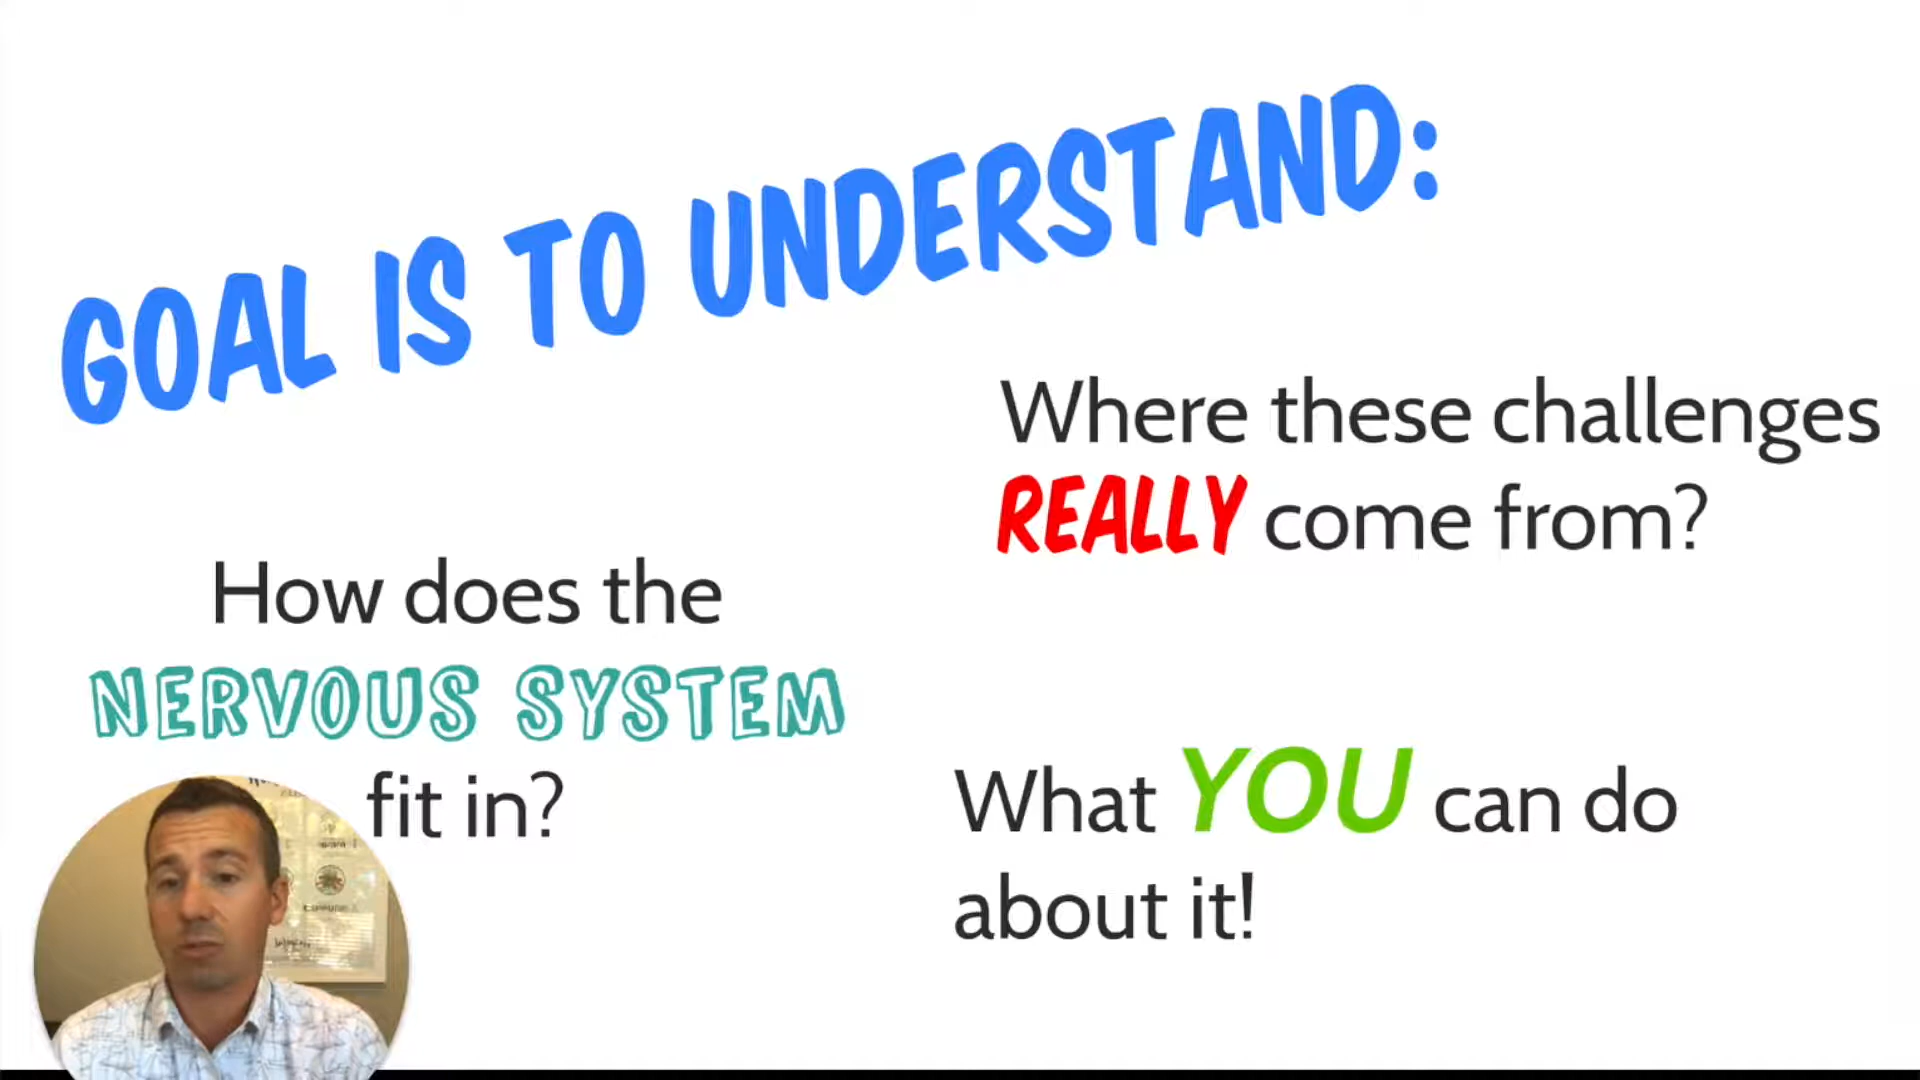 GOAL IS TO UNDERSTAND:
Where these challenges
REALLY come from?
How does the
NERVOUS SYSTEM
fit in?
What YOU can do
about it!